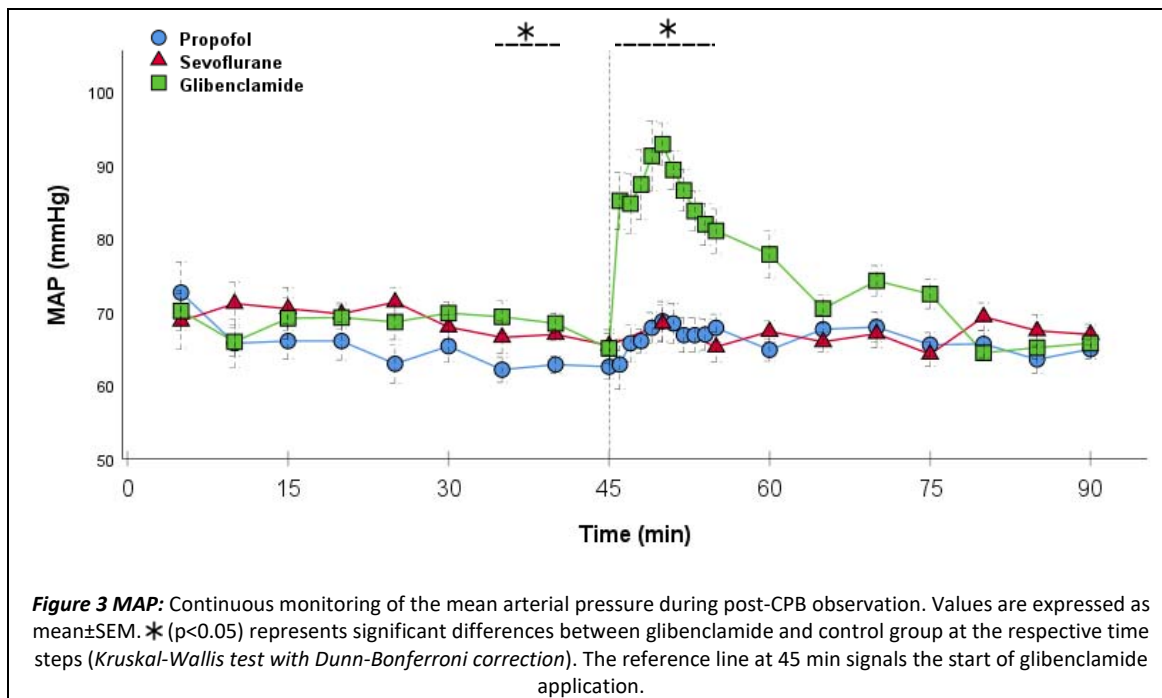 Propofol
Sevoflurane
Glibenclamide
* *
100
90
80
70
60
50
MAP (mmHg)
0 15 30 45 60 75 90
Time (min)
Figure 3 MAP: Continuous monitoring of the mean arterial pressure during post-CPB observation. Values are expressed as
mean±SEM. * (p<0.05) represents significant differences between glibenclamide and control group at the respective time
steps (Kruskal-Wallis test with Dunn-Bonferroni correction). The reference line at 45 min signals the start of glibenclamide
application.